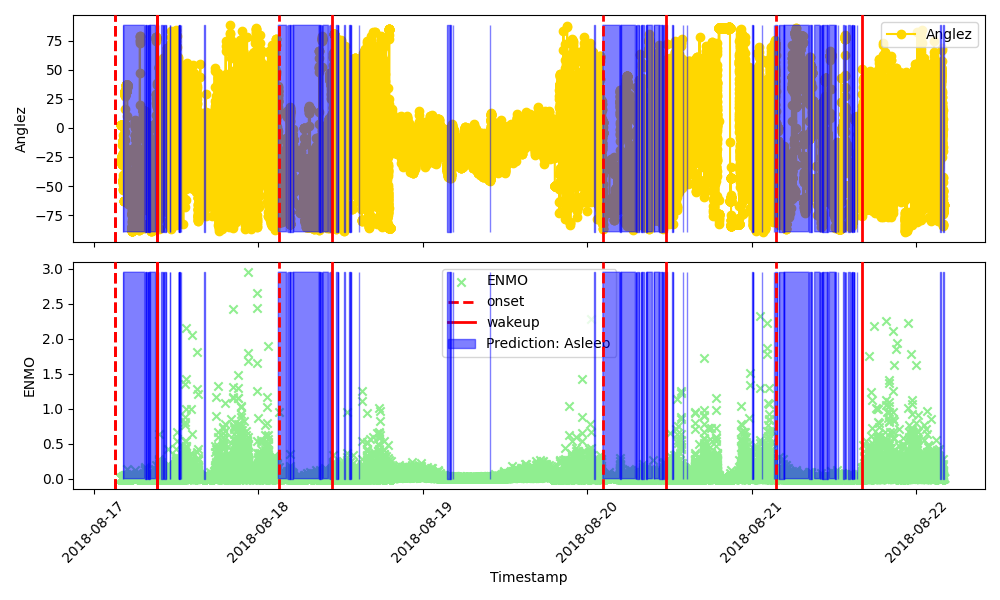 75
50
25
0
−25
−50
−75
Anglez
Anglez
3.0
2.5
2.0
1.5
1.0
0.5
0.0
ENMO
ENMO
onset
wakeup
Prediction: Asleep
2018-08-17
2018-08-18
2018-08-19
2018-08-20
2018-08-21
2018-08-22
Timestamp